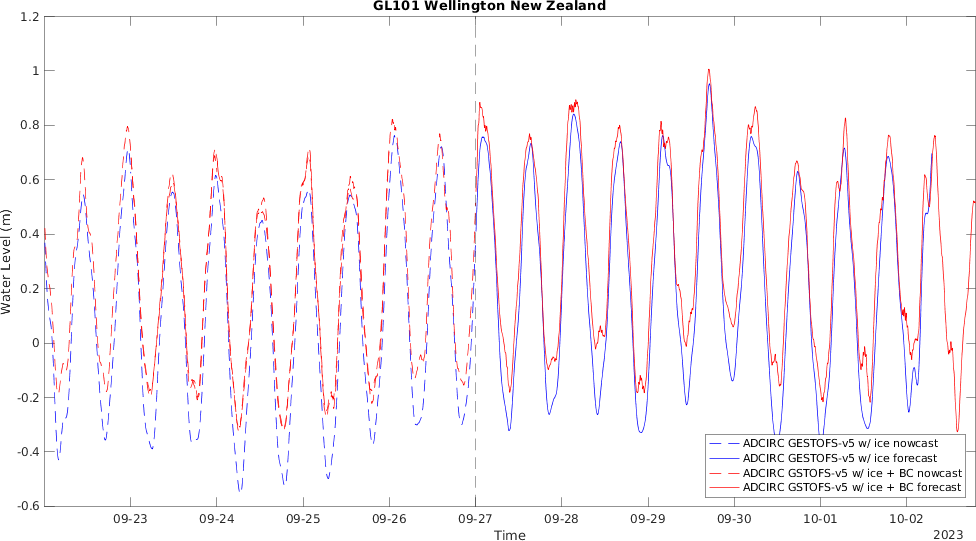 GL101 Wellington New Zealand
1.2
1
0.8
0.6
0.4
0.2
0
-0.2
-0.4
-0.6
Water Level (m)
ADCIRC GESTOFS-v5 w/ ice nowcast
ADCIRC GESTOFS-v5 w/ ice forecast
ADCIRC GSTOFS-v5 w/ ice + BC nowcast
ADCIRC GSTOFS-v5 w/ ice + BC forecast
09-23 09-24 09-25 09-26 09-27 09-28 09-29 09-30 10-01 10-02
Time
2023